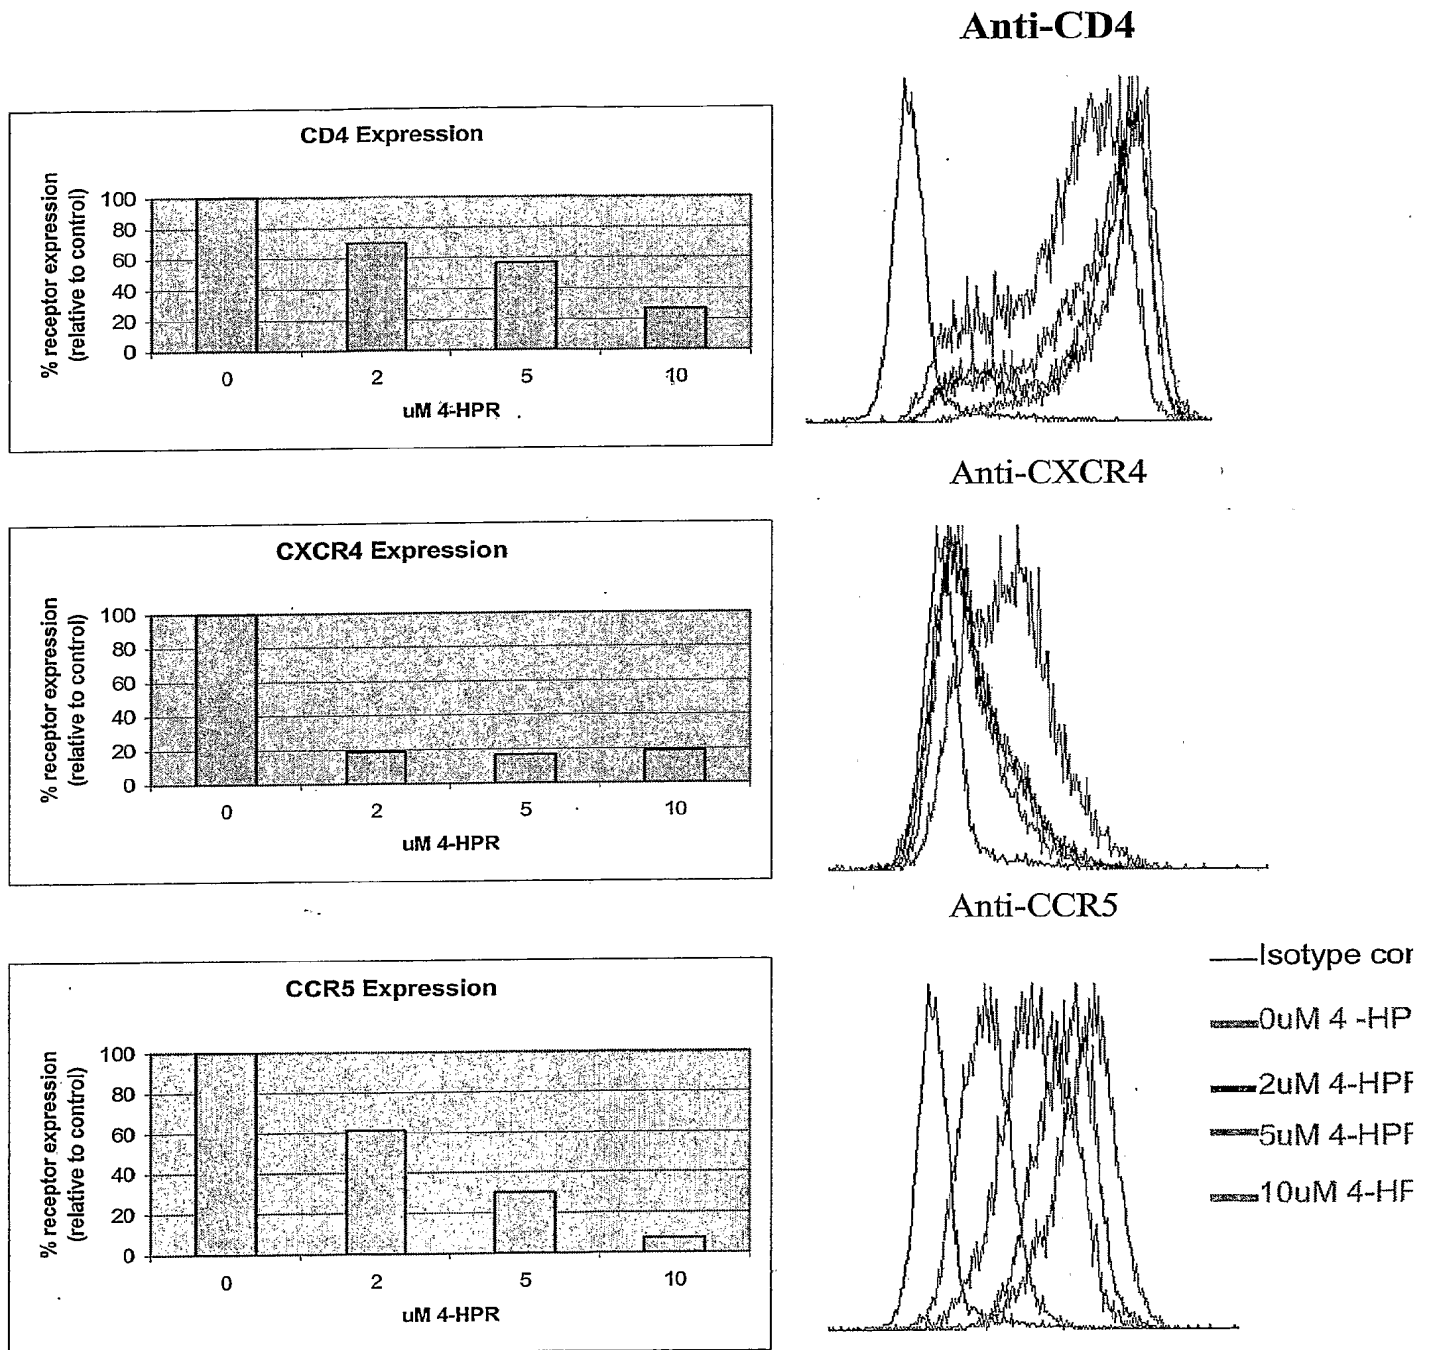 Anti-CD4
CD4 Expression
% receptor expression
(relative to control)
100
80
60
40
20
0
0 2 5 10
uM 4-HPR
Anti-CXCR4
CXCR4 Expression
% receptor expression
(relative to control)
100
80
60
40
20
0
0 2 5 10
uM 4-HPR
Anti-CCR5
CCR5 Expression
% receptor expression
(relative to control)
100
80
60
40
20
0
0 2 5 10
uM 4-HPR
Isotype cor
0uM 4 -HP
2uM 4-HPF
5uM 4-HPF
10uM 4-HF